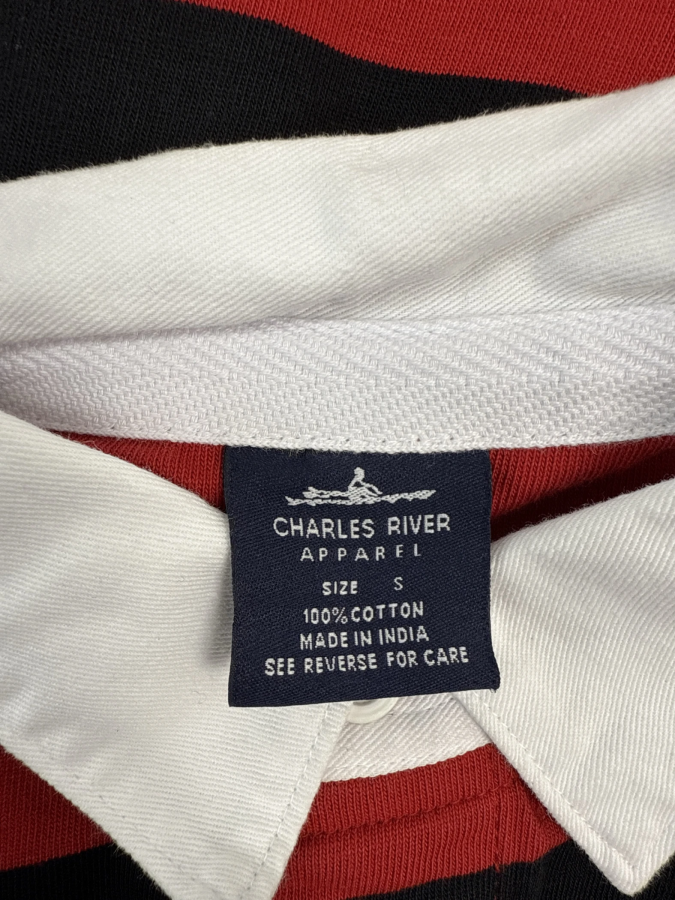 CHARLES RIVER
APPAREL
SIZE S
100% COTTON
MADE IN INDIA
SEE REVERSE FOR CARE